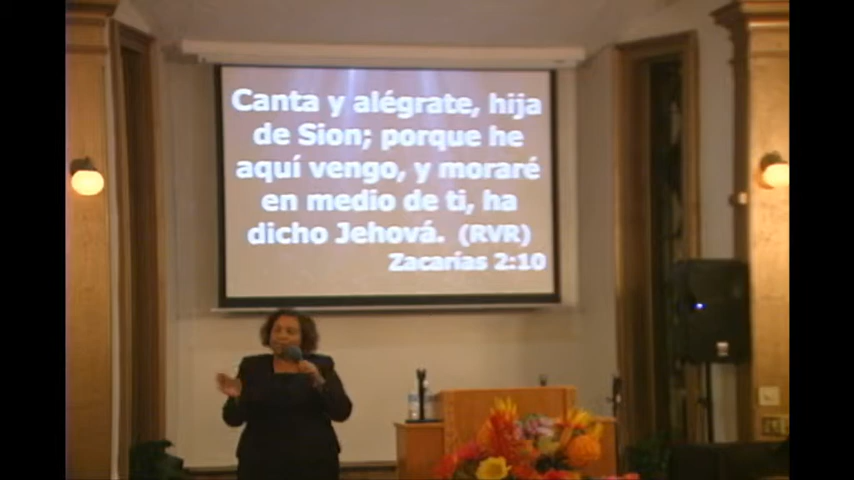 Canta y alégrate, hija
de Sion; porque he
aquí vengo, y moraré
en medio de ti, ha
dicho Jehová. (RVR)
Zacarías 2:10